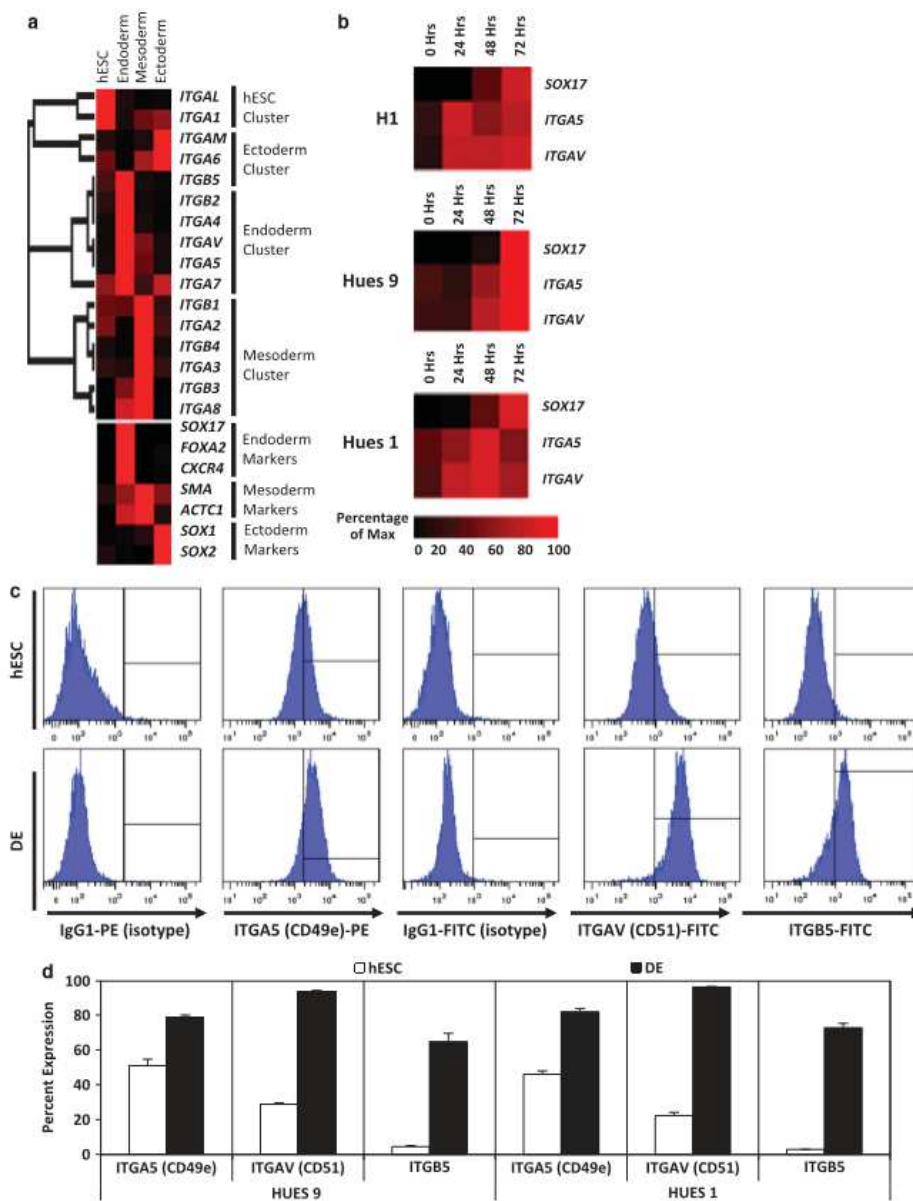 a
hESC
Endoderm
Mesoderm
Ectoderm
ITGAL
ITGA1
ITGAM
ITGA6
ITGB5
ITGB2
ITGA4
ITGAV
ITGA5
ITGA7
ITGB1
ITGA2
ITGB4
ITGA3
ITGB3
ITGA8
SOX17
FOXA2
CXCR4
SMA
ACTC1
SOX1
SOX2
hESC
Cluster
Ectoderm
Cluster
Endoderm
Cluster
Mesoderm
Cluster
Endoderm
Markers
Mesoderm
Markers
Ectoderm
Markers
b
0 Hrs
24 Hrs
48 Hrs
72 Hrs
H1
SOX17
ITGA5
ITGAV
0 Hrs
24 Hrs
48 Hrs
72 Hrs
Hues 9
SOX17
ITGA5
ITGAV
0 Hrs
24 Hrs
48 Hrs
72 Hrs
Hues 1
SOX17
ITGA5
ITGAV
Percentage
of Max
0 20 40 60 80 100
c
hESC
DE
IgG1-PE (isotype)
ITGA5 (CD49e)-PE
IgG1-FITC (isotype)
ITGAV (CD51)-FITC
ITGB5-FITC
d
hESC
DE
Percent Expression
100
80
60
40
20
0
ITGA5 (CD49e)
ITGAV (CD51)
ITGB5
ITGA5 (CD49e)
ITGAV (CD51)
ITGB5
HUES 9
HUES 1